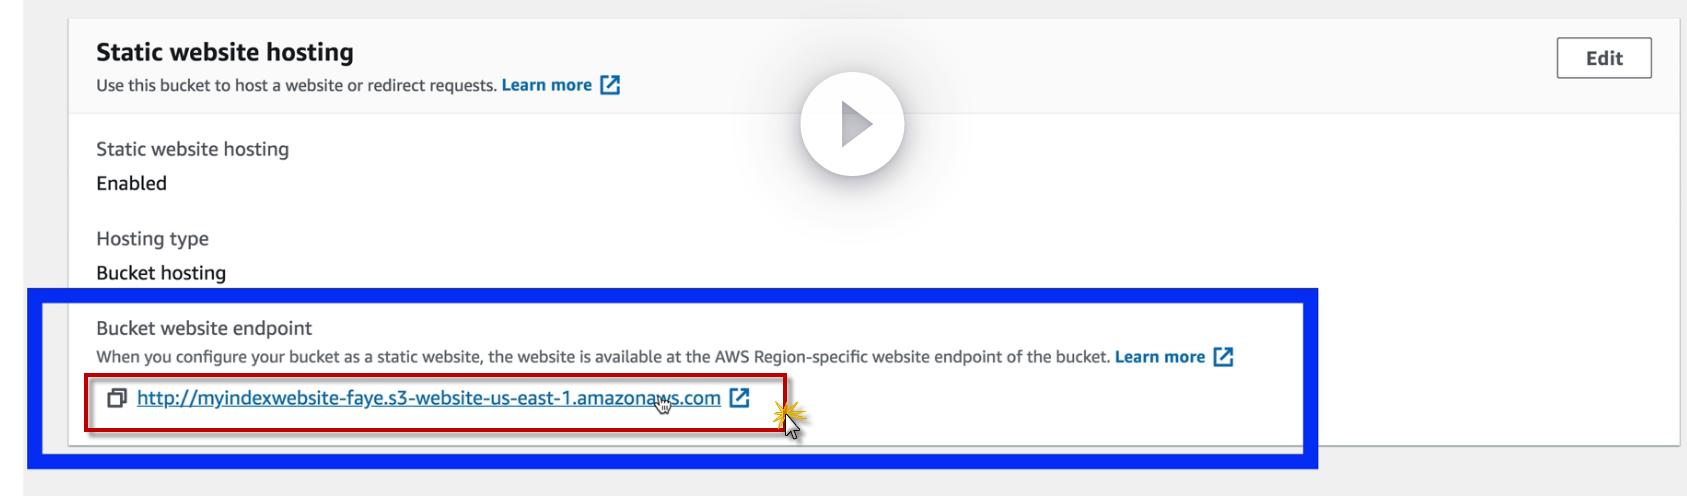 Static website hosting
Edit
Use this bucket to host a website or redirect requests. Learn more
Static website hosting
Enabled
Hosting type
Bucket hosting
Bucket website endpoint
When you configure your bucket as a static website, the website is available at the AWS Region-specific website endpoint of the bucket. Learn more
http://myindexwebsite-faye.s3-website-us-east-1.amazonaws.com